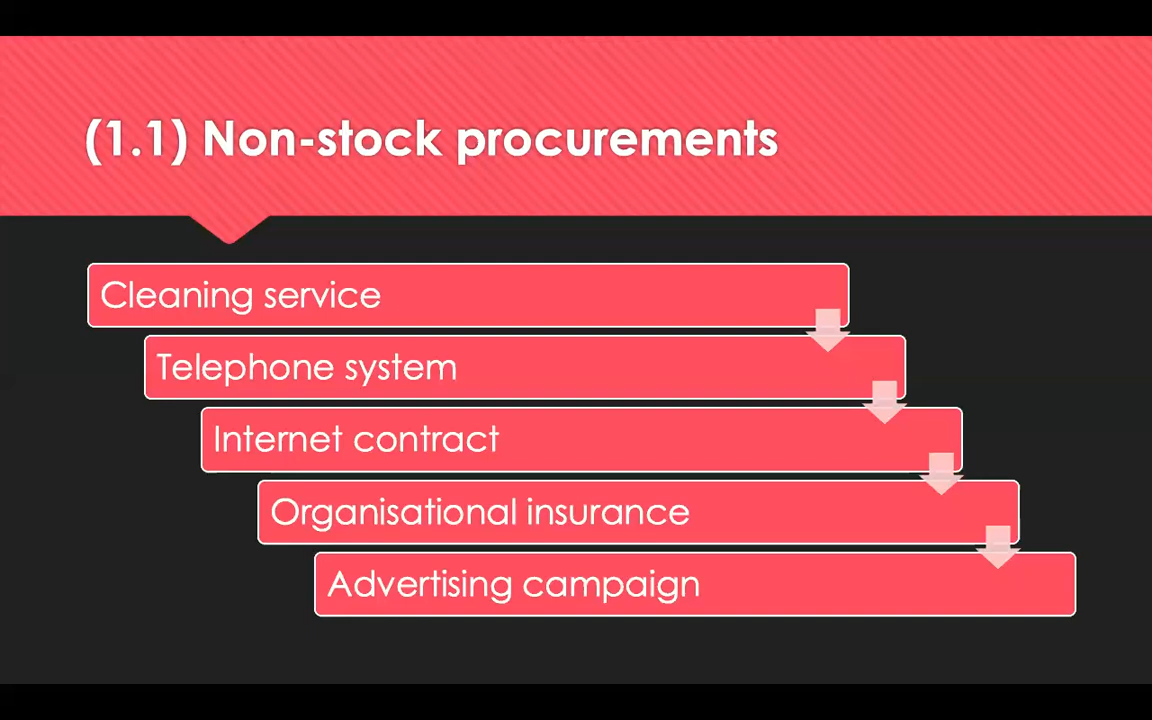 (1.1) Non-stock procurements
Cleaning service
Telephone system
Internet contract
Organisational insurance
Advertising campaign